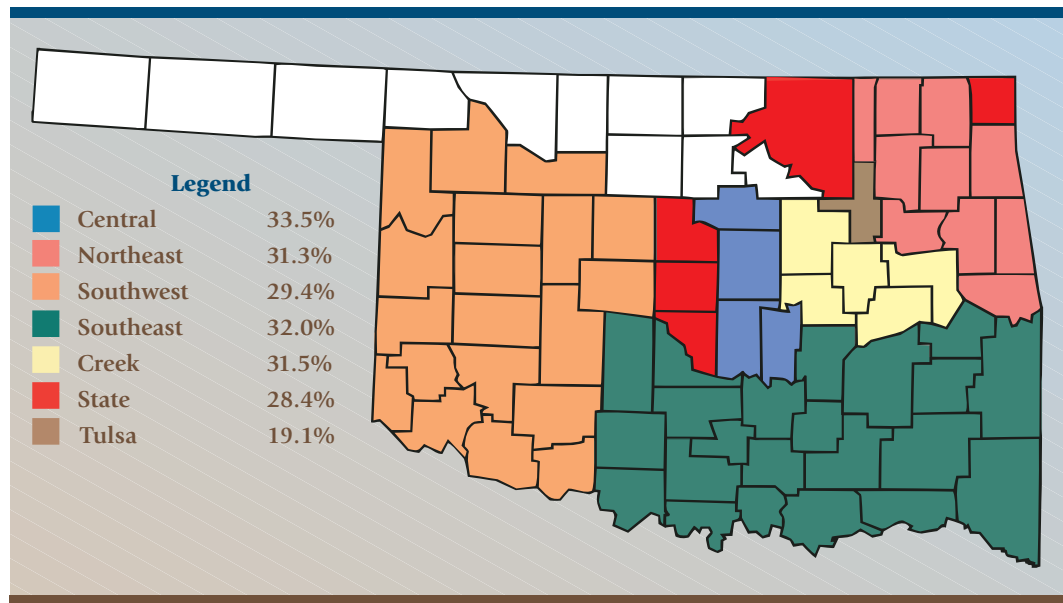 Legend
Central 33.5%
Northeast 31.3%
Southwest 29.4%
Southeast 32.0%
Creek 31.5%
State 28.4%
Tulsa 19.1%